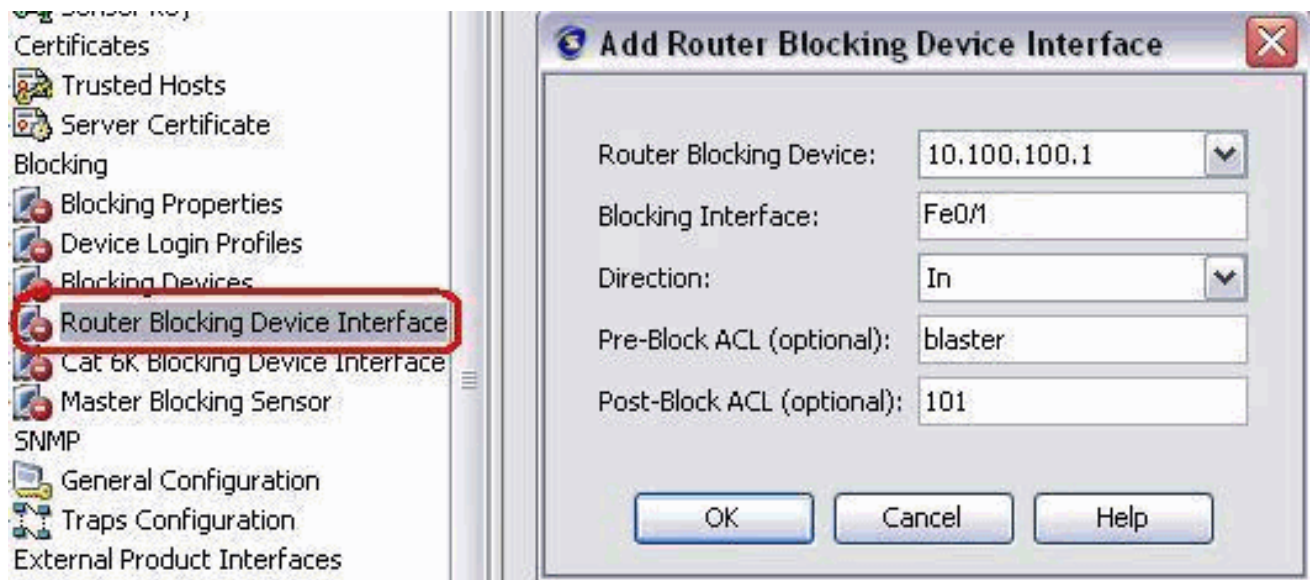 Sensor Key
Certificates
Trusted Hosts
Server Certificate
Blocking
Blocking Properties
Device Login Profiles
Blocking Devices
Router Blocking Device Interface
Cat 6K Blocking Device Interface
Master Blocking Sensor
SNMP
General Configuration
Traps Configuration
External Product Interfaces
Add Router Blocking Device Interface
Router Blocking Device: 10.100.100.1
Blocking Interface: Fe0/1
Direction: In
Pre-Block ACL (optional): blaster
Post-Block ACL (optional): 101
OK Cancel Help